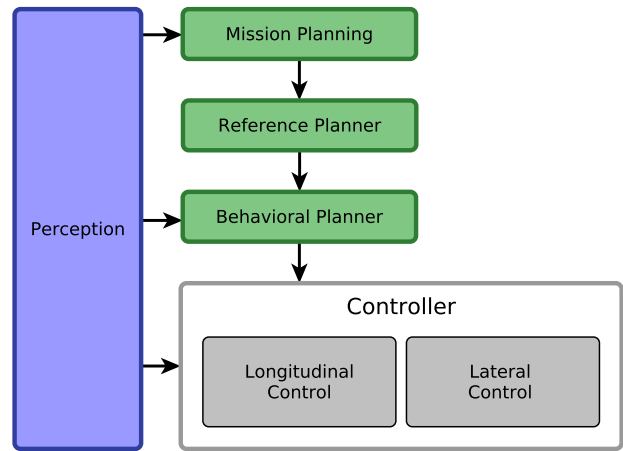 Mission Planning
Reference Planner
Behavioral Planner
Perception
Controller
Longitudinal
Control
Lateral
Control